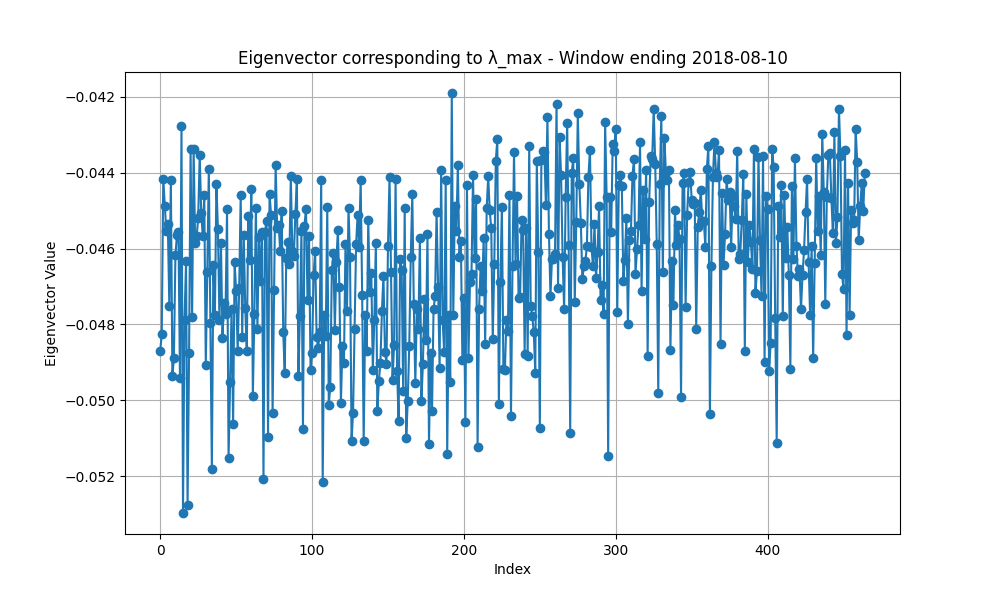 Eigenvector corresponding to λ_max - Window ending 2018-08-10
Eigenvector Value
−0.042
−0.044
−0.046
−0.048
−0.050
−0.052
0 100 200 300 400
Index